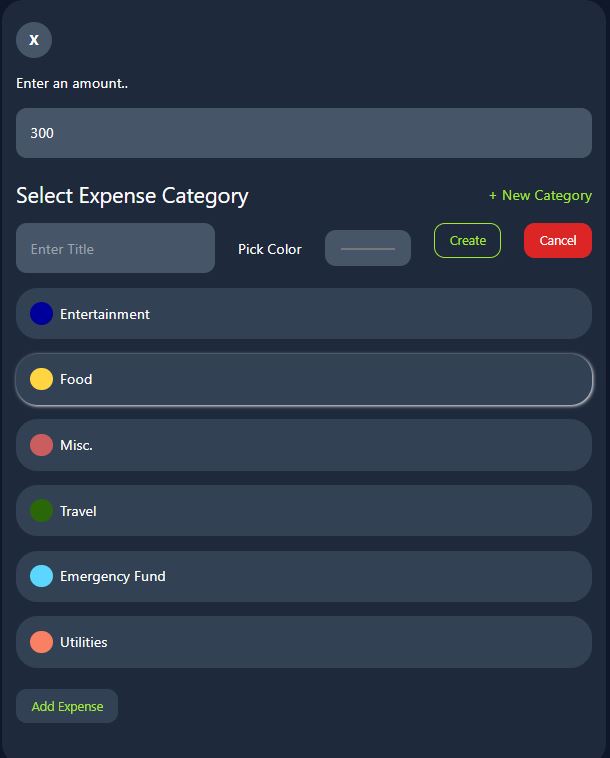 X
Enter an amount..
300
Select Expense Category + New Category
Enter Title Pick Color Create Cancel
Entertainment
Food
Misc.
Travel
Emergency Fund
Utilities
Add Expense